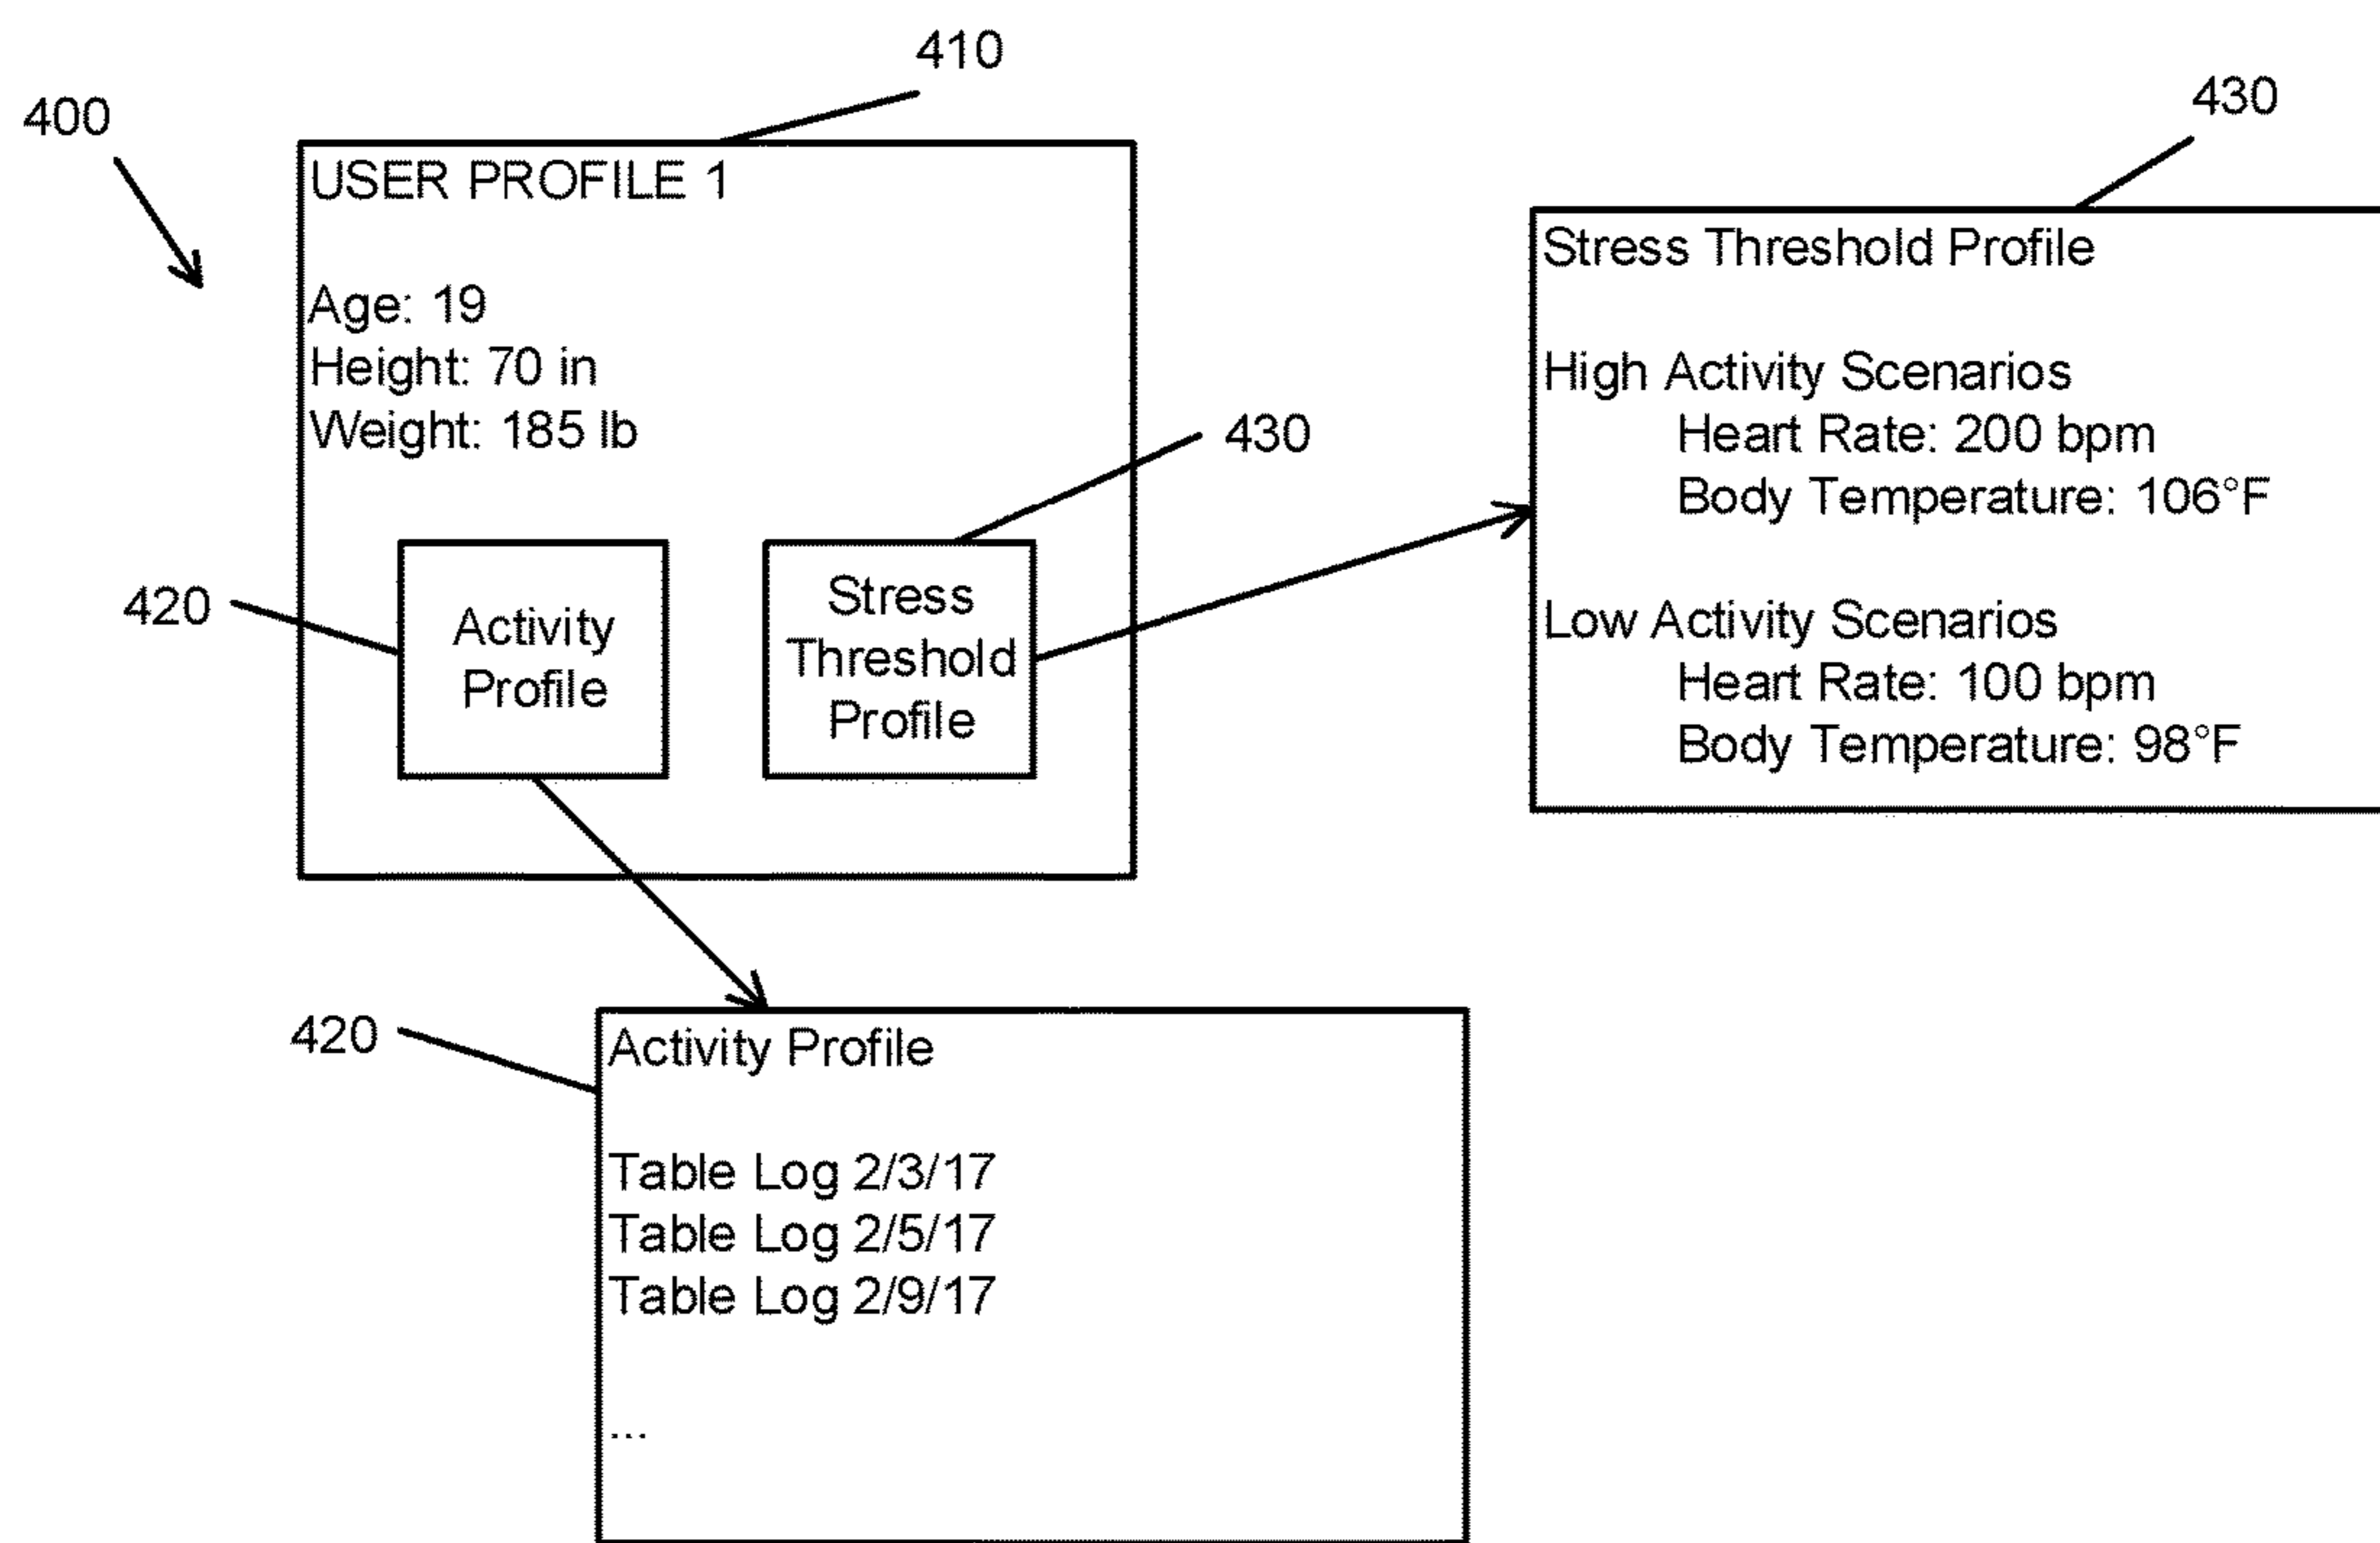 400
410
USER PROFILE 1
Age: 19
Height: 70 in
Weight: 185 lb
420
Activity
Profile
430
Stress
Threshold
Profile
430
Stress Threshold Profile
High Activity Scenarios
Heart Rate: 200 bpm
Body Temperature: 106°F
Low Activity Scenarios
Heart Rate: 100 bpm
Body Temperature: 98°F
420
Activity Profile
Table Log 2/3/17
Table Log 2/5/17
Table Log 2/9/17
...